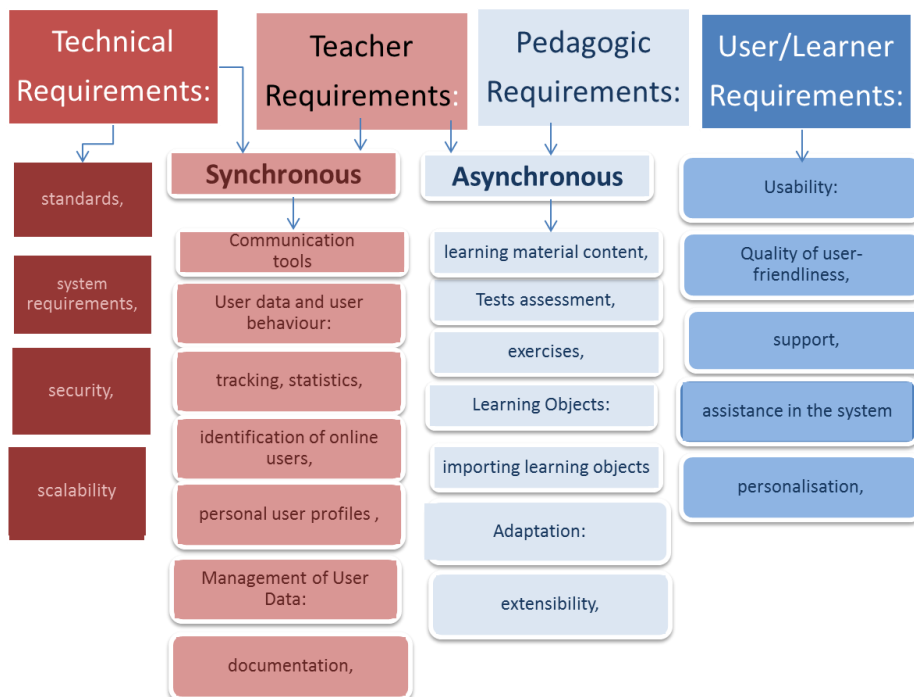 Technical
Requirements:
Teacher
Requirements:
Pedagogic
Requirements:
User/Learner
Requirements:
standards,
system
requirements,
security,
scalability
Synchronous
Communication
tools
User data and user
behaviour:
tracking, statistics,
identification of online
users,
personal user profiles ,
Management of User
Data:
documentation,
Asynchronous
learning material content,
Tests assessment,
exercises,
Learning Objects:
importing learning objects
Adaptation:
extensibility,
Usability:
Quality of user-
friendliness,
support,
assistance in the system
personalisation,